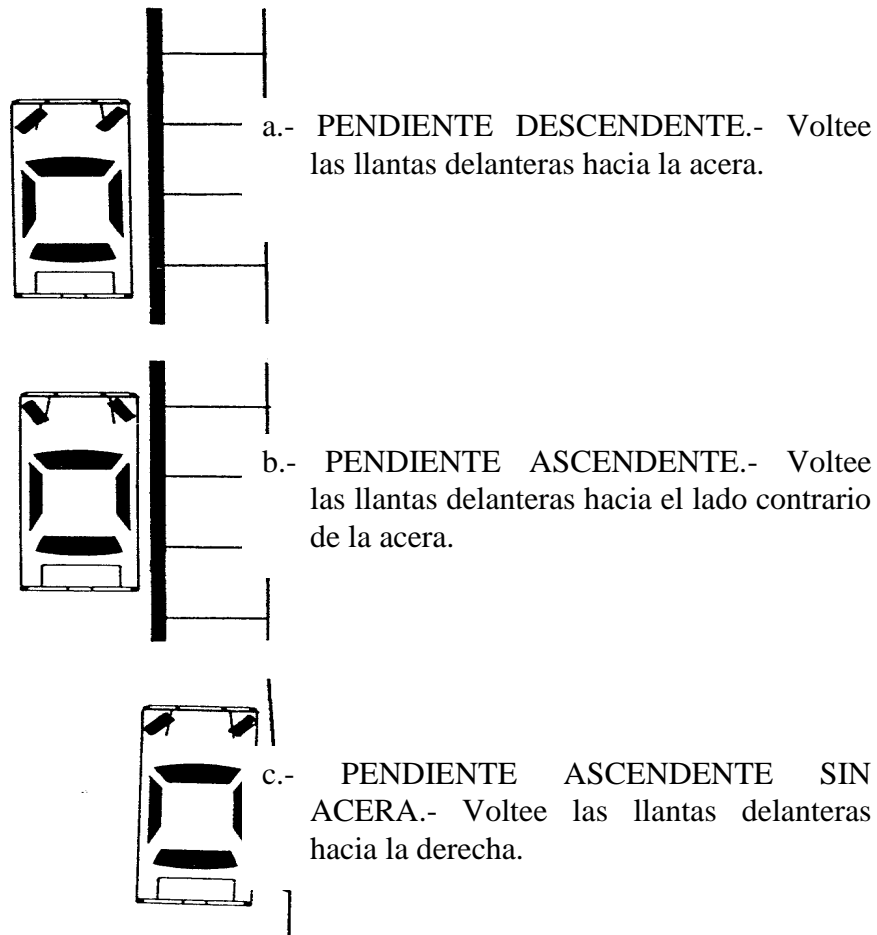 a.- PENDIENTE DESCENDENTE.- Voltee
las llantas delanteras hacia la acera.
b.- PENDIENTE ASCENDENTE.- Voltee
las llantas delanteras hacia el lado contrario
de la acera.
c.- PENDIENTE ASCENDENTE SIN
ACERA.- Voltee las llantas delanteras
hacia la derecha.